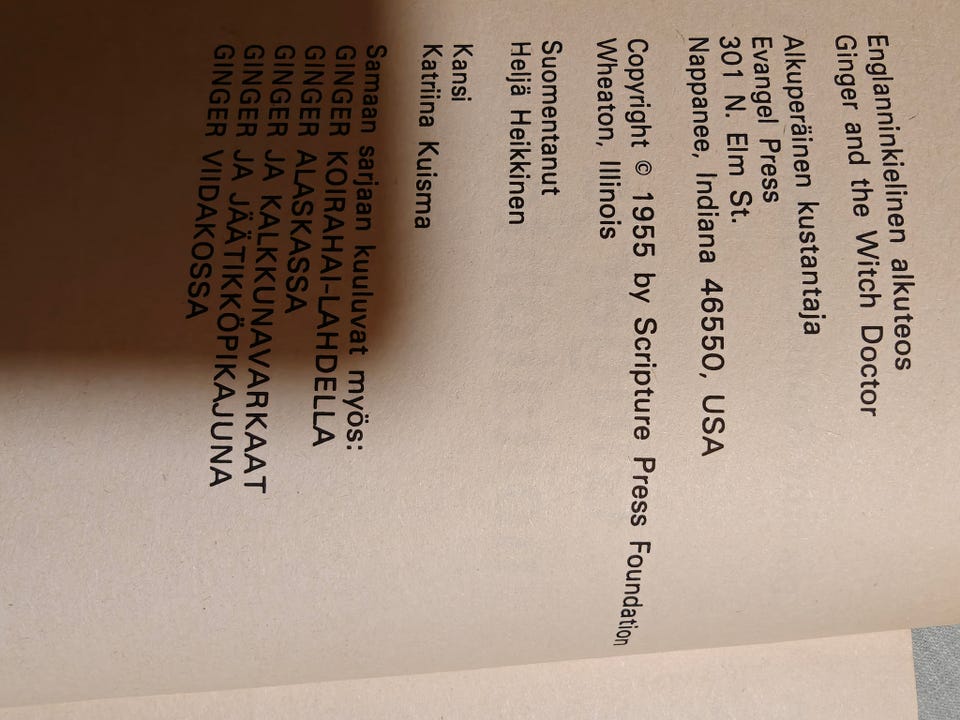 Englanninkielinen alkuteos
Ginger and the Witch Doctor
Alkuperäinen kustantaja
Evangel Press
301 N. Elm St.
Nappanee, Indiana 46550, USA
Copyright © 1955 by Scripture Press Foundation
Wheaton, Illinois
Suomentanut
Heljä Heikkinen
Kansi
Katriina Kuisma
Samaan sarjaan kuuluvat myös:
GINGER KOIRAHAI-LAHDELLA
GINGER ALASKASSA
GINGER JA KALKKUNAVARKAAT
GINGER JA JÄÄTIKKÖPIKAJUNA
GINGER VIIDAKOSSA